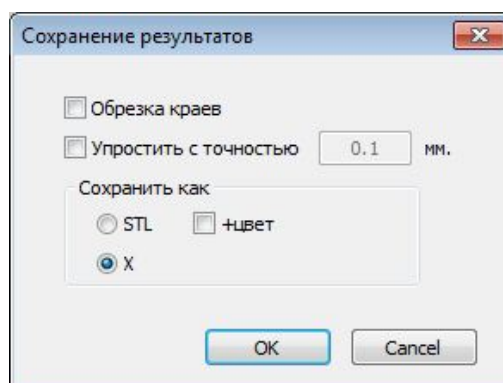 Сохранение результатов
Обрезка краев
Упростить с точностью 0.1 мм.
Сохранить как
STL +цвет
X
OK Cancel